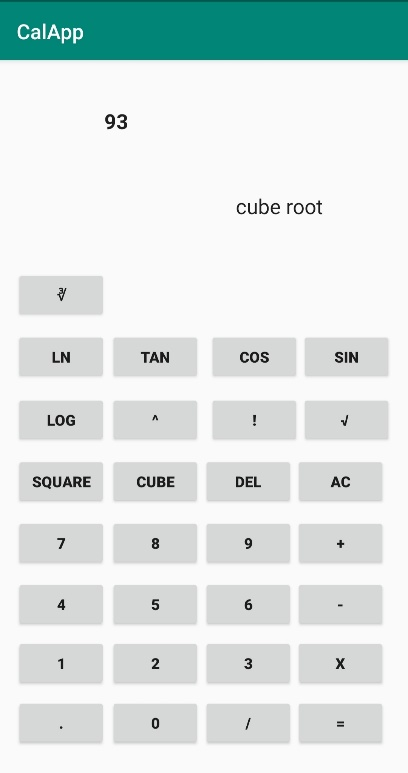 CalApp
93
cube root
∛
LN TAN COS SIN
LOG ^ ! √
SQUARE CUBE DEL AC
7 8 9 +
4 5 6 -
1 2 3 X
. 0 / =